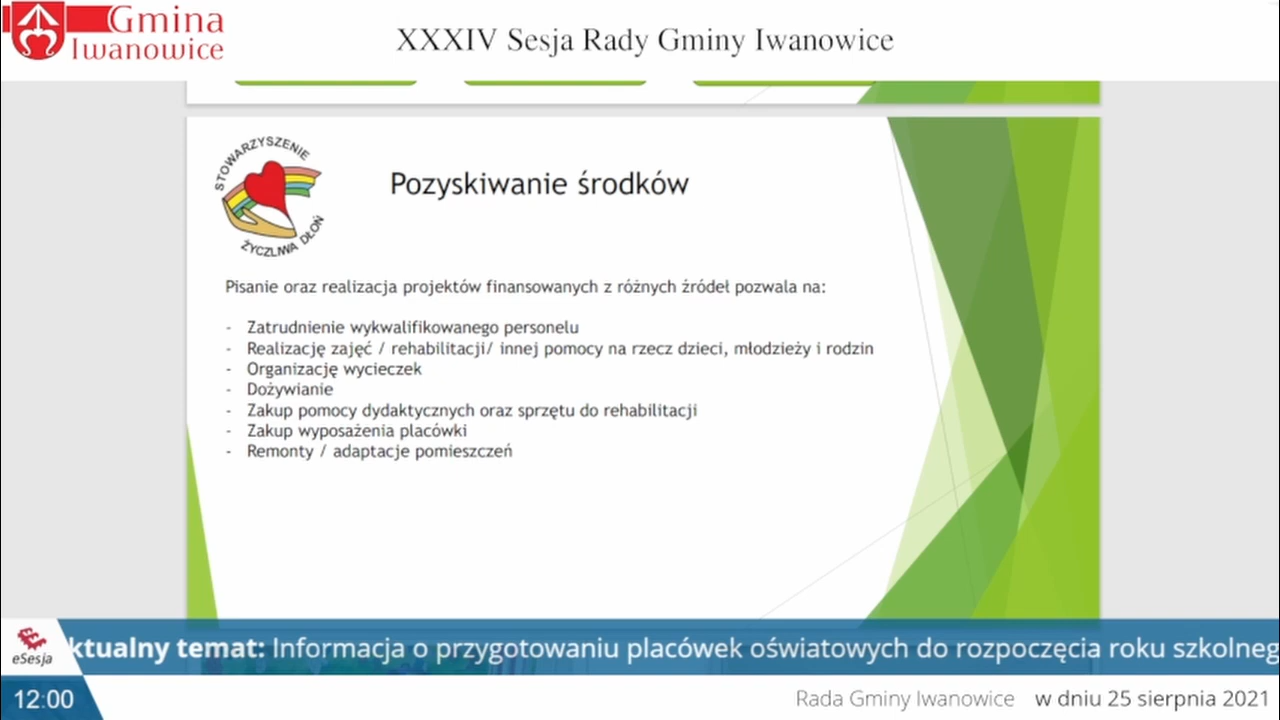 Gmina
Iwanowice
XXXIV Sesja Rady Gminy Iwanowice
STOWARZYSZENIE
ŻYCZLIWA DŁOŃ
Pozyskiwanie środków
Pisanie oraz realizacja projektów finansowanych z różnych źródeł pozwala na:
- Zatrudnienie wykwalifikowanego personelu
- Realizację zajęć / rehabilitacji/ innej pomocy na rzecz dzieci, młodzieży i rodzin
- Organizację wycieczek
- Dożywianie
- Zakup pomocy dydaktycznych oraz sprzętu do rehabilitacji
- Zakup wyposażenia placówki
- Remonty / adaptacje pomieszczeń
eSesja
ktualny temat: Informacja o przygotowaniu placówek oświatowych do rozpoczęcia roku szkolneg
12:00
Rada Gminy Iwanowice w dniu 25 sierpnia 2021